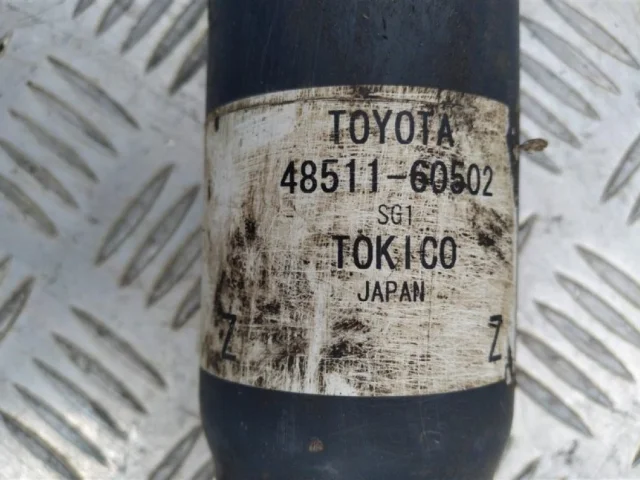 TOYOTA
48511-60502
SG1
TOKICO
JAPAN
Z Z